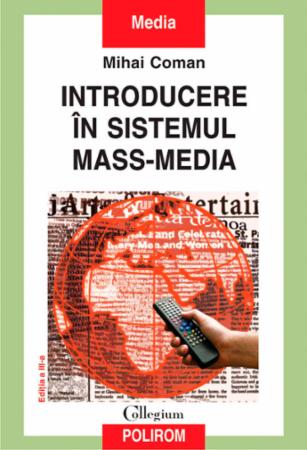 Media
Mihai Coman
INTRODUCERE
ÎN SISTEMUL
MASS-MEDIA
Ediția a III-a
Collegium
POLIROM